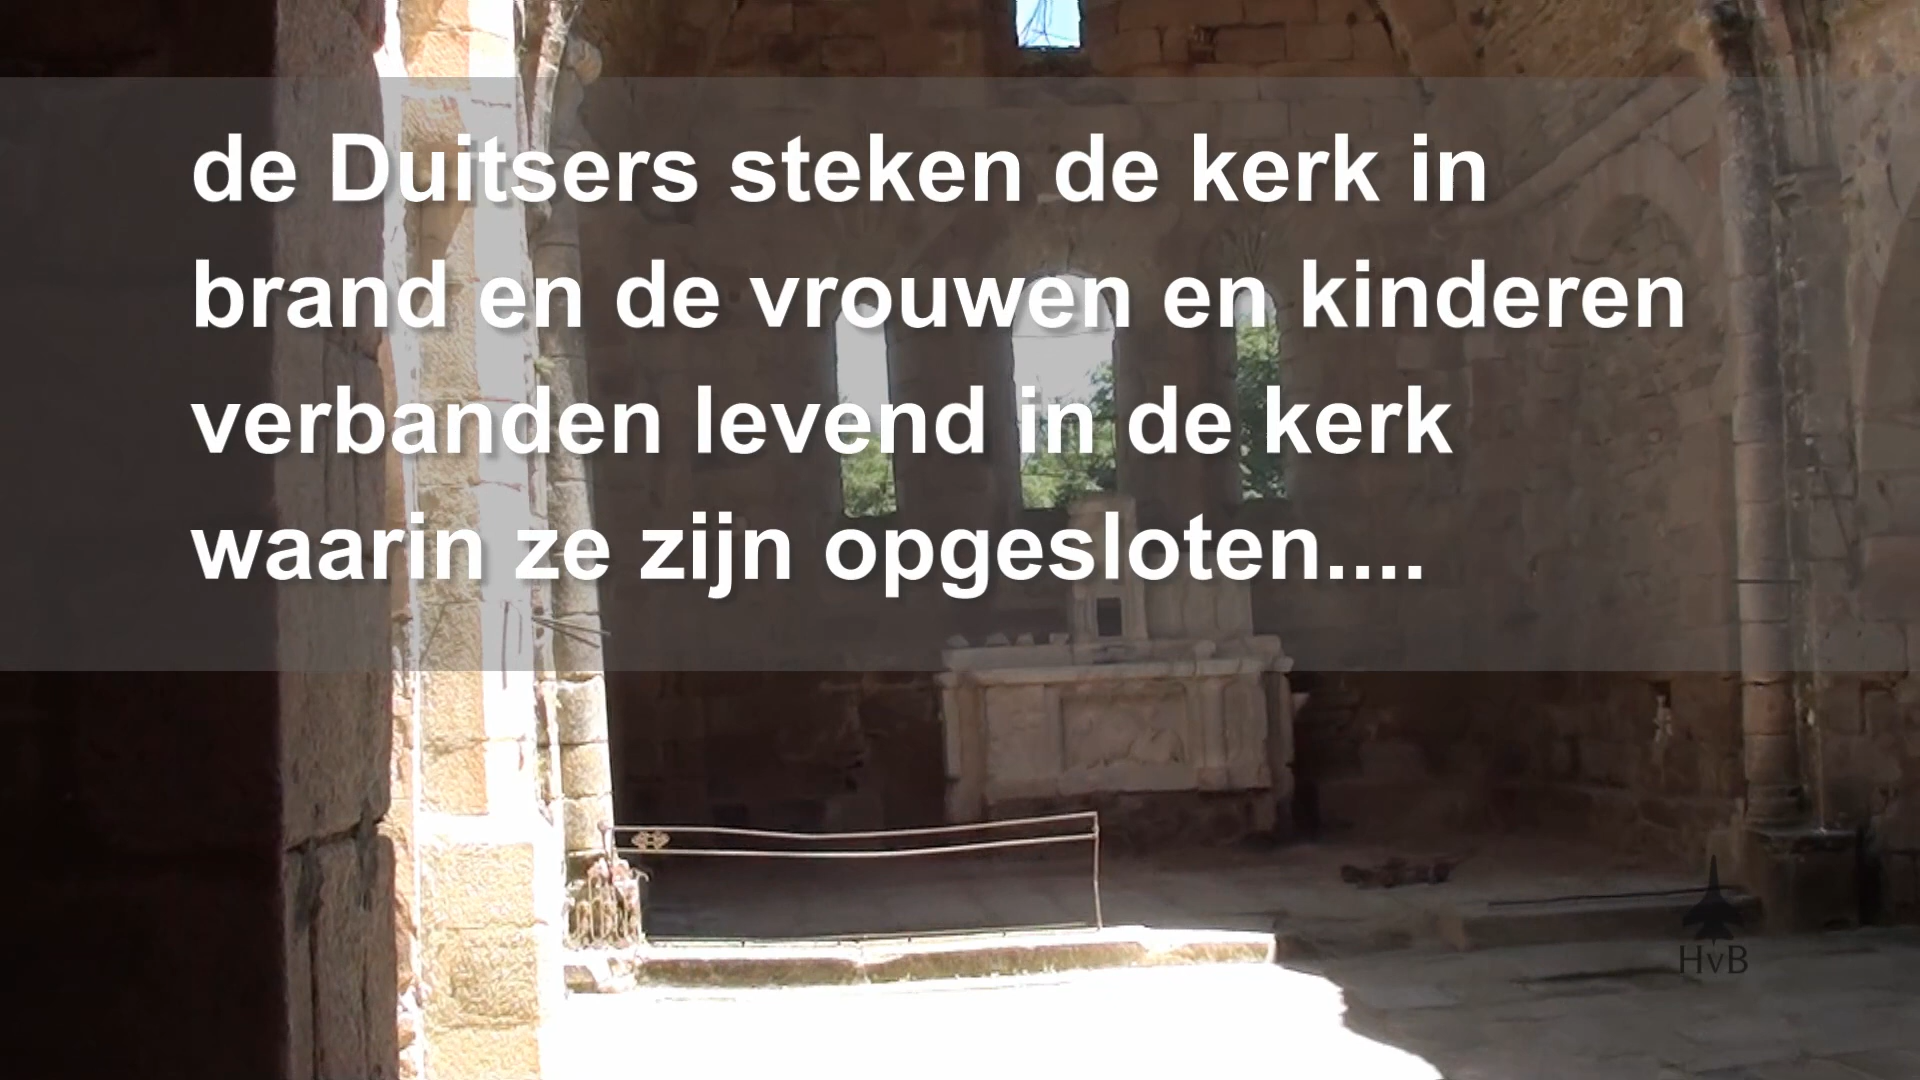 de Duitsers steken de kerk in
brand en de vrouwen en kinderen
verbanden levend in de kerk
waarin ze zijn opgesloten....
HvB